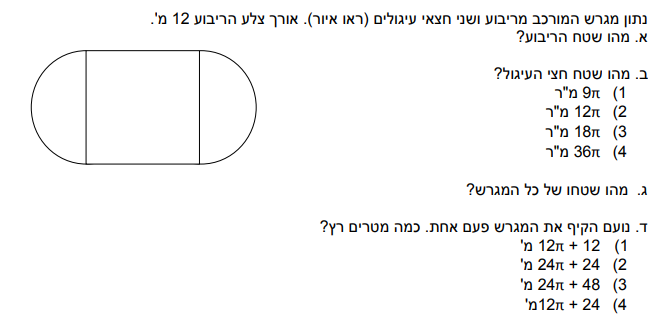 נתון מגרש המורכב מריבוע ושני חצאי עיגולים (ראו איור). אורך צלע הריבוע 12 מ'.
א. מהו שטח הריבוע?
ב. מהו שטח חצי העיגול?
1) 9π מ"ר
2) 12π מ"ר
3) 18π מ"ר
4) 36π מ"ר
ג. מהו שטחו של כל המגרש?
ד. נועם הקיף את המגרש פעם אחת. כמה מטרים רץ?
1) 12π + 12 מ'
2) 24π + 24 מ'
3) 24π + 48 מ'
4) 12π + 24מ'